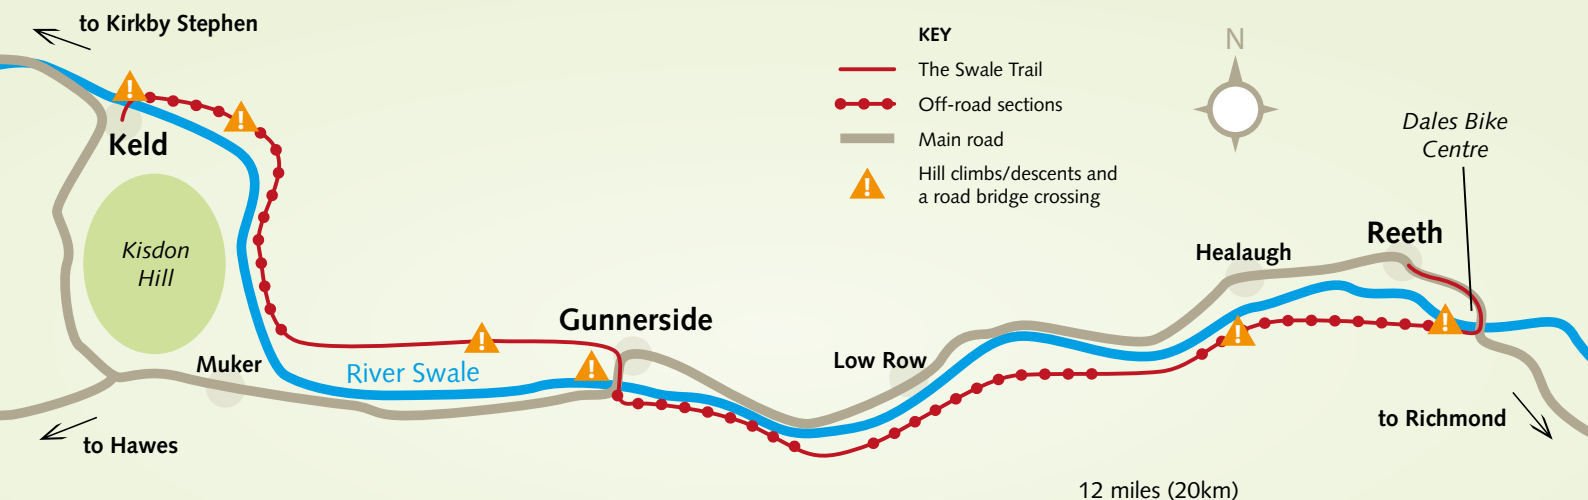 to Kirkby Stephen
KEY
The Swale Trail
Off-road sections
Main road
Hill climbs/descents and
a road bridge crossing
N
Dales Bike
Centre
Keld
Kisdon
Hill
Reeth
Healaugh
Gunnerside
Muker
River Swale
Low Row
to Richmond
to Hawes
12 miles (20km)